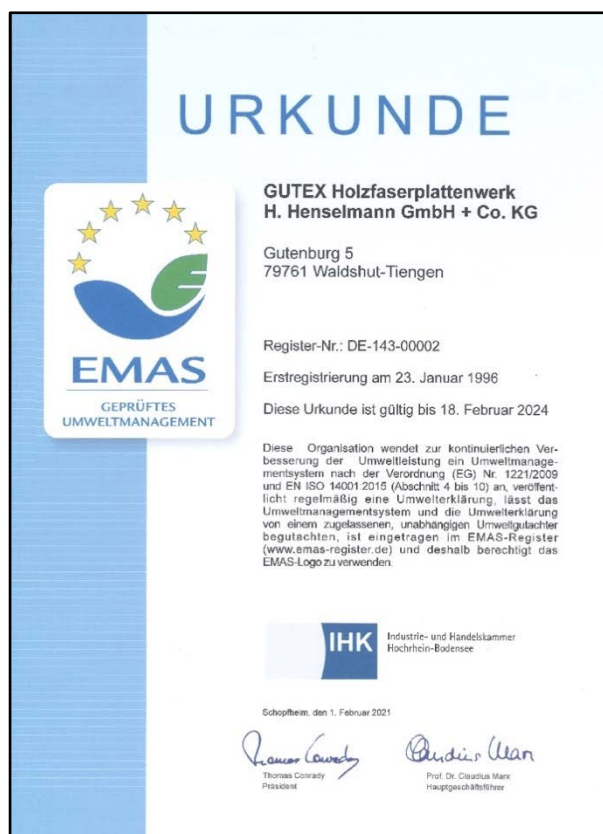 URKUNDE
GUTEX Holzfaserplattenwerk
H. Henselmann GmbH + Co. KG
Gutenburg 5
79761 Waldshut-Tiengen
EMAS
GEPRÜFTES
UMWELTMANAGEMENT
Register-Nr.: DE-143-00002
Erstregistrierung am 23. Januar 1996
Diese Urkunde ist gültig bis 18. Februar 2024
Diese Organisation wendet zur kontinuierlichen Ver-
besserung der Umweltleistung ein Umweltmanage-
mentsystem nach der Verordnung (EG) Nr. 1221/2009
und EN ISO 14001:2015 (Abschnitt 4 bis 10) an, veröffent-
licht regelmäßig eine Umwelterklärung, lässt das
Umweltmanagementsystem und die Umwelterklärung
von einem zugelassenen, unabhängigen Umweltgutachter
begutachten, ist eingetragen im EMAS-Register
(www.emas-register.de) und deshalb berechtigt das
EMAS-Logo zu verwenden.
IHK
Industrie- und Handelskammer
Hochrhein-Bodensee
Schopfheim, den 1. Februar 2021
Thomas Conrady
Claudius Marx
Thomas Conrady
Präsident
Prof. Dr. Claudius Marx
Hauptgeschäftsführer